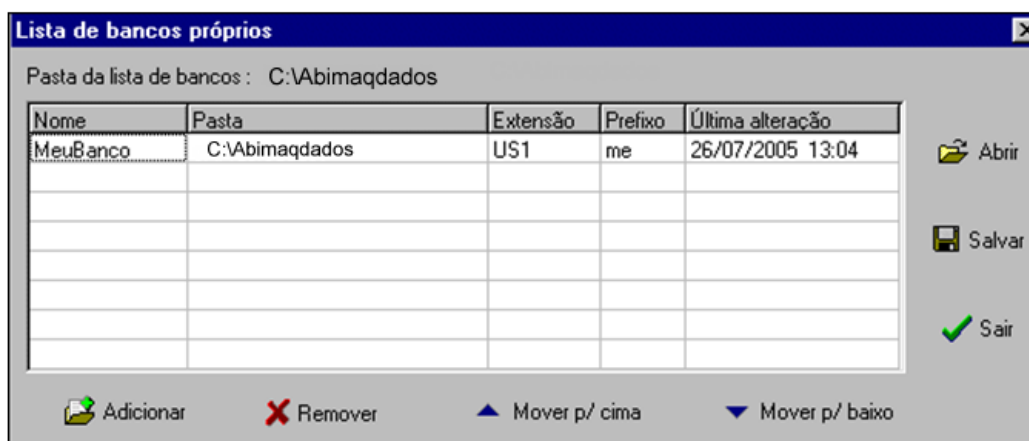 Lista de bancos próprios
Pasta da lista de bancos : C:\Abimaqdados
Nome Pasta Extensão Prefixo Última alteração
MeuBanco C:\Abimaqdados US1 me 26/07/2005 13:04
Abrir
Salvar
Sair
Adicionar Remover Mover p/ cima Mover p/ baixo